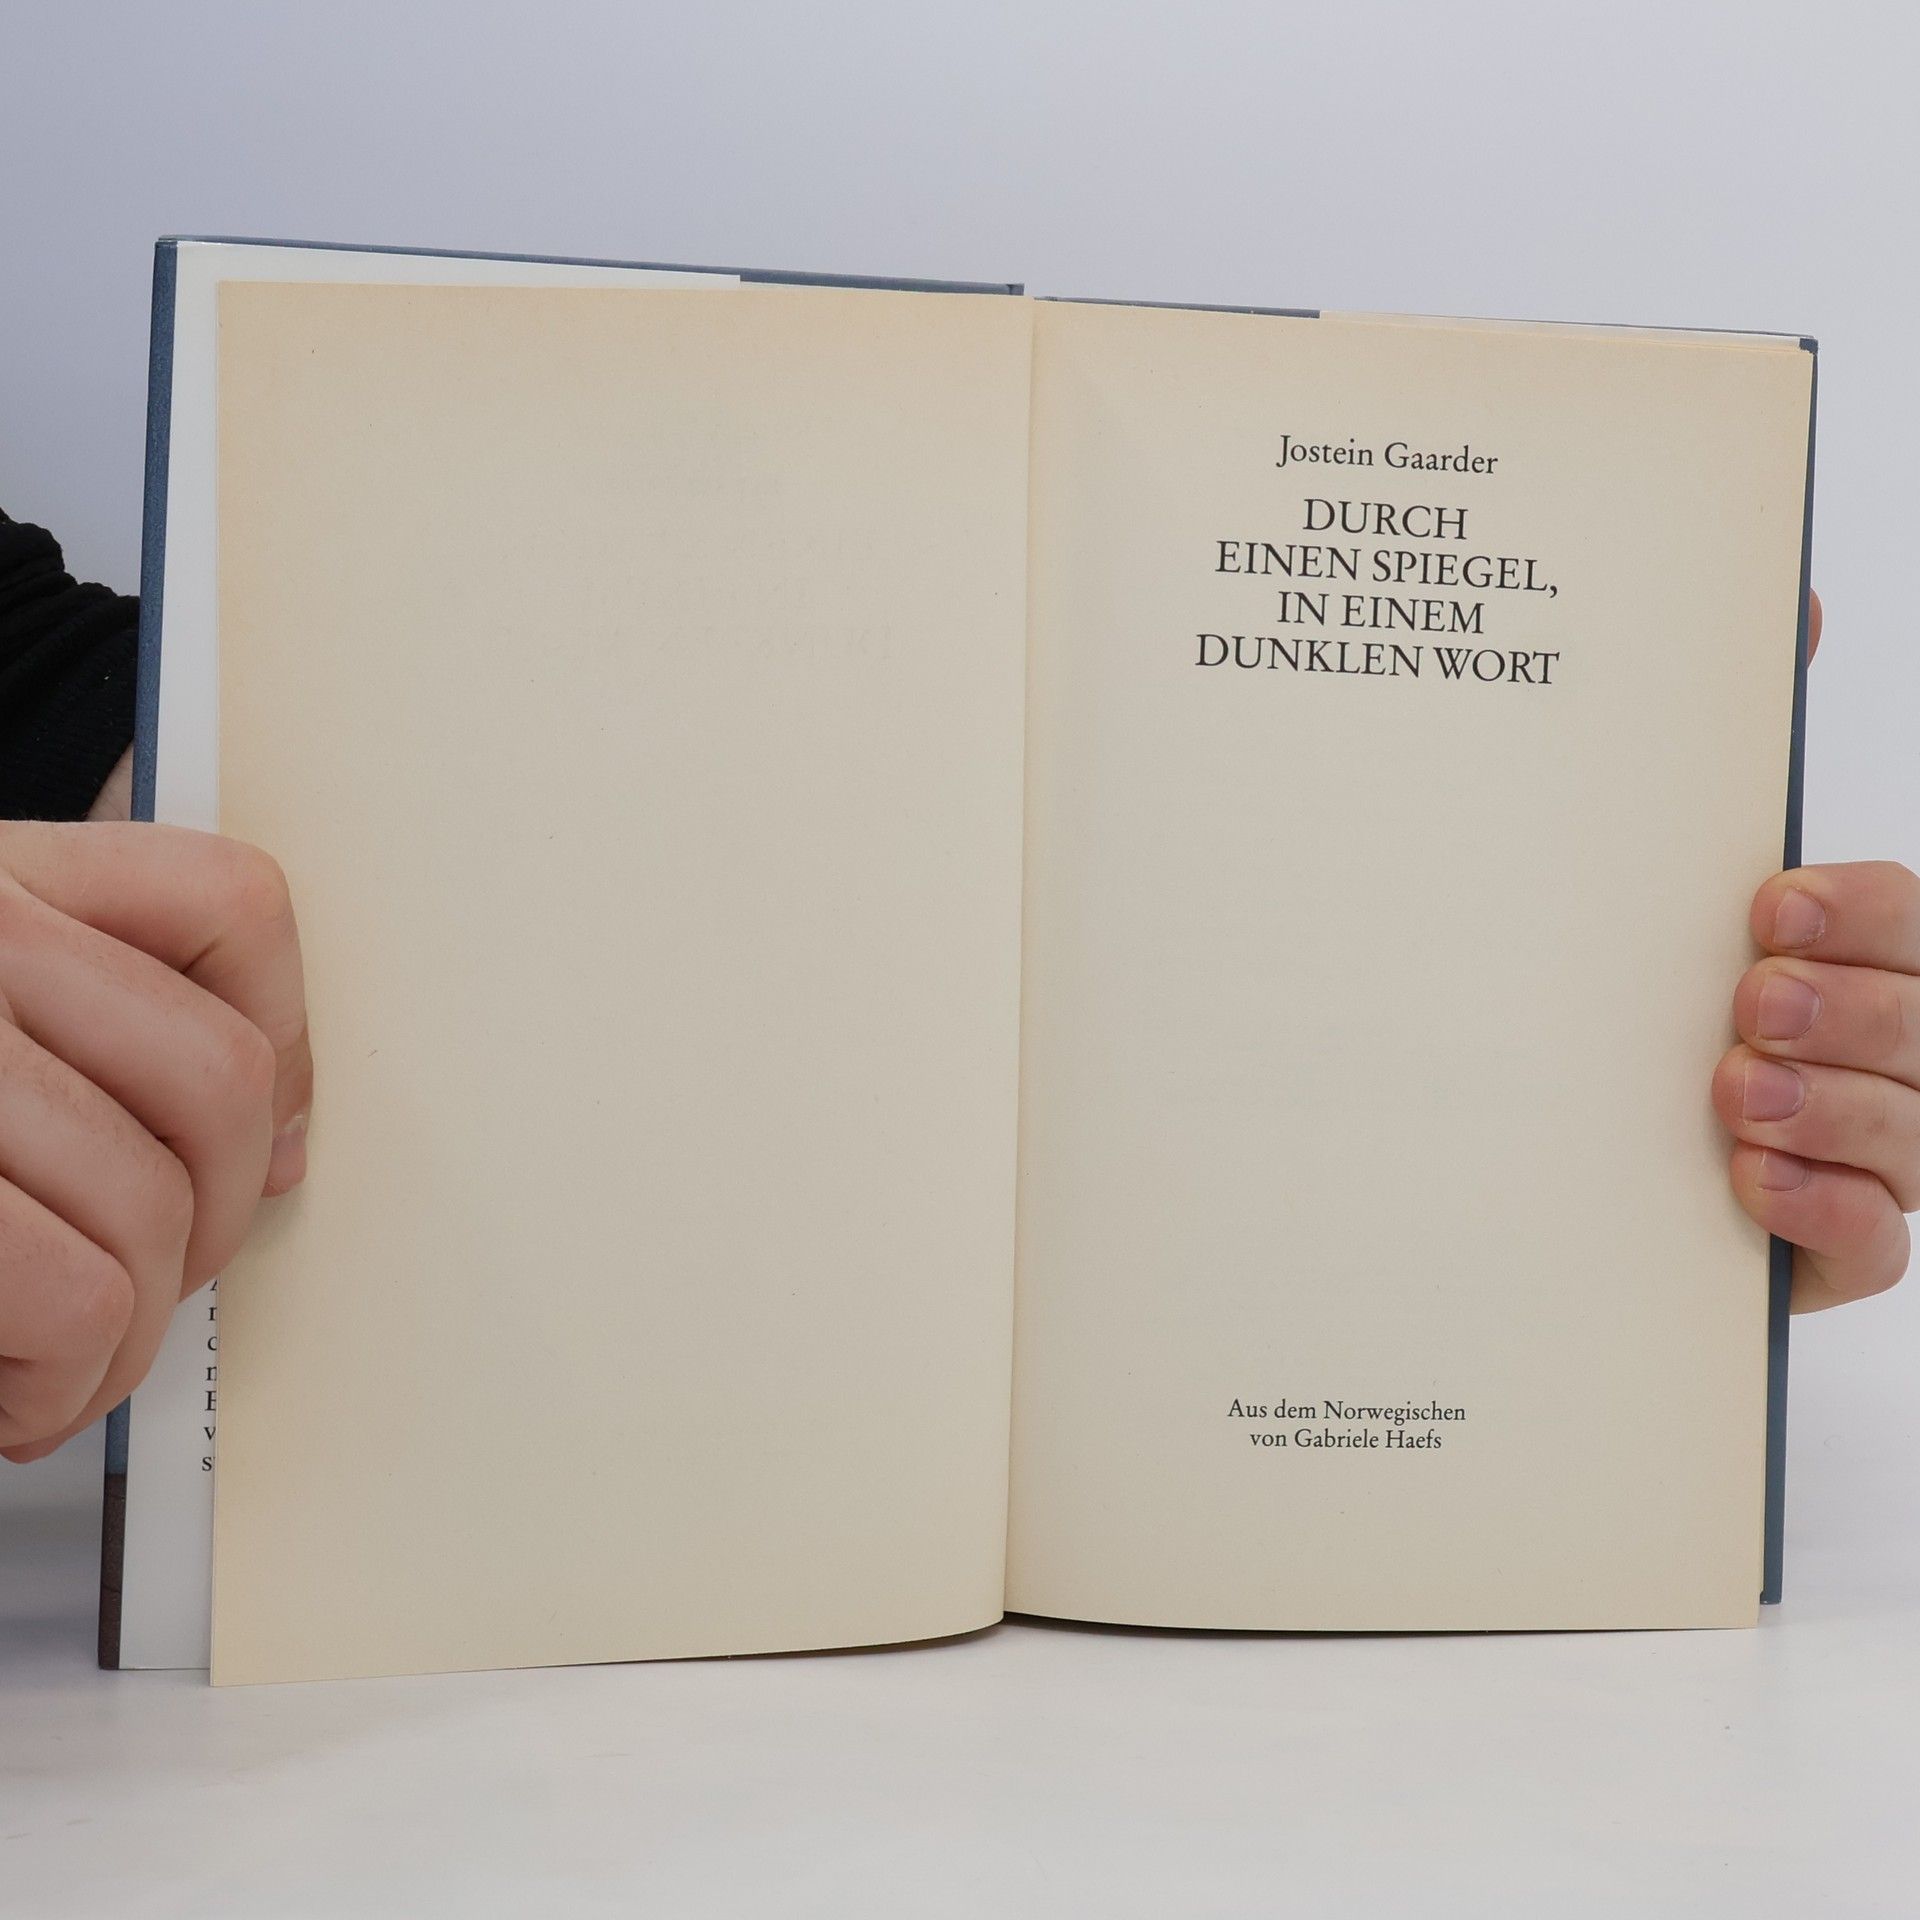 Jostein Gaarder
DURCH
EINEN SPIEGEL,
IN EINEM
DUNKLEN WORT
Aus dem Norwegischen
von Gabriele Haefs